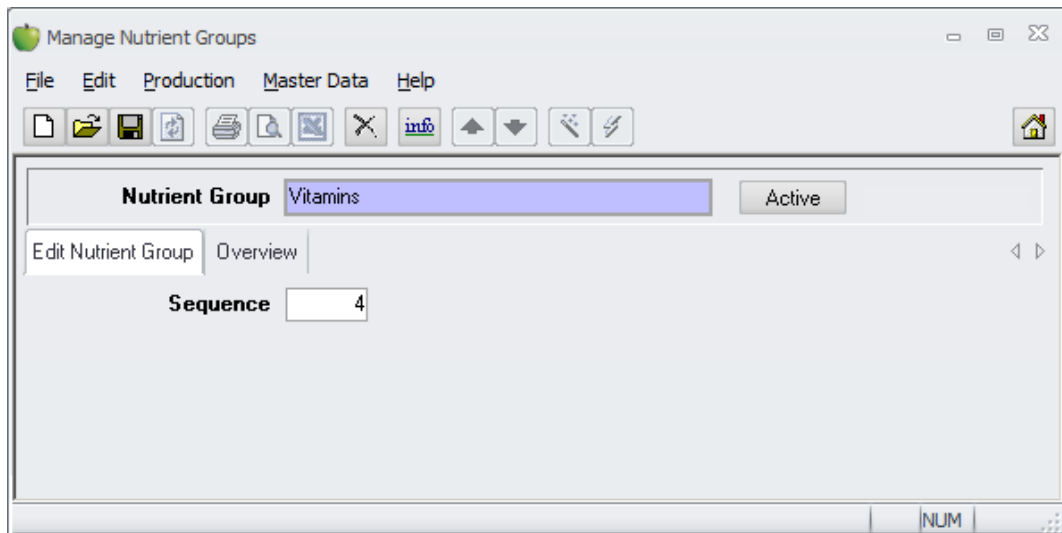 Manage Nutrient Groups
File Edit Production Master Data Help
info
Nutrient Group Vitamins Active
Edit Nutrient Group Overview
Sequence 4
NUM